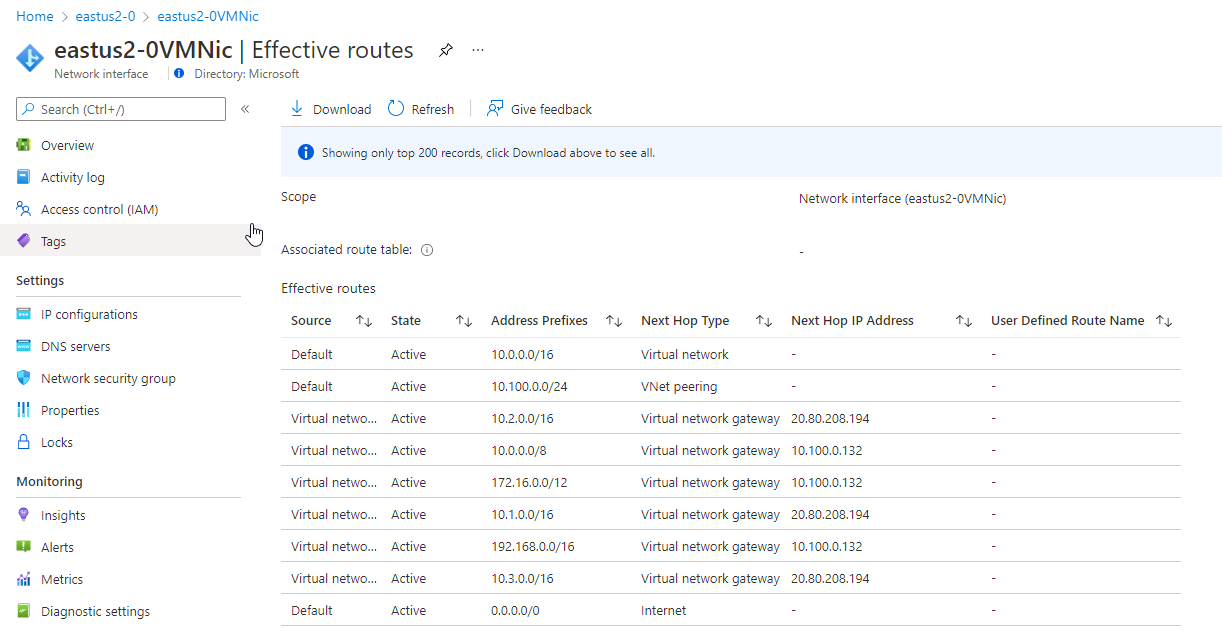 Home > eastus2-0 > eastus2-0VMNic
eastus2-0VMNic | Effective routes ...
Network interface Directory: Microsoft
Search (Ctrl+/) «
Overview
Activity log
Access control (IAM)
Tags
Settings
IP configurations
DNS servers
Network security group
Properties
Locks
Monitoring
Insights
Alerts
Metrics
Diagnostic settings
Download Refresh Give feedback
Showing only top 200 records, click Download above to see all.
Scope Network interface (eastus2-0VMNic)
Associated route table: -
Effective routes
Source State Address Prefixes Next Hop Type Next Hop IP Address User Defined Route Name
Default Active 10.0.0.0/16 Virtual network - -
Default Active 10.100.0.0/24 VNet peering - -
Virtual netwo... Active 10.2.0.0/16 Virtual network gateway 20.80.208.194 -
Virtual netwo... Active 10.0.0.0/8 Virtual network gateway 10.100.0.132 -
Virtual netwo... Active 172.16.0.0/12 Virtual network gateway 10.100.0.132 -
Virtual netwo... Active 10.1.0.0/16 Virtual network gateway 20.80.208.194 -
Virtual netwo... Active 192.168.0.0/16 Virtual network gateway 10.100.0.132 -
Virtual netwo... Active 10.3.0.0/16 Virtual network gateway 20.80.208.194 -
Default Active 0.0.0.0/0 Internet - -